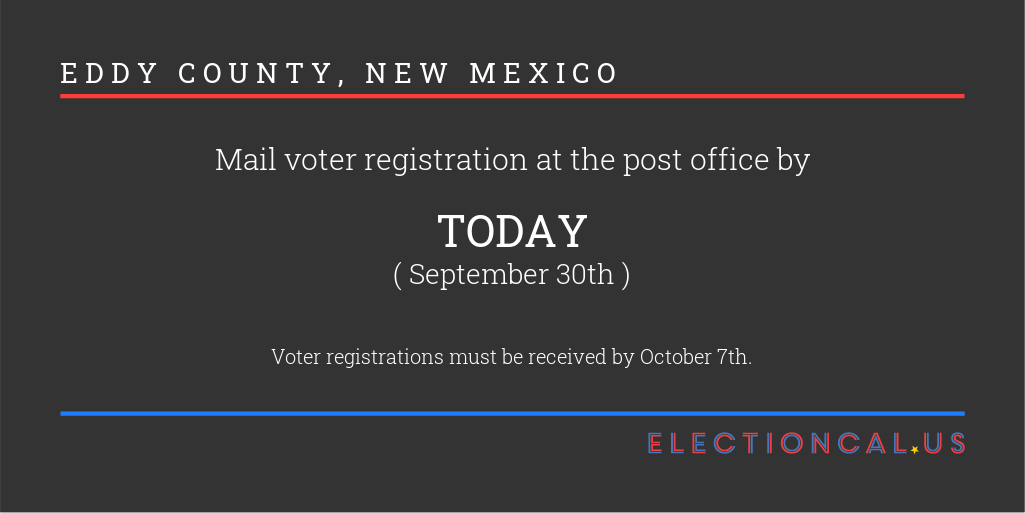 EDDY COUNTY, NEW MEXICO
Mail voter registration at the post office by
TODAY
( September 30th )
Voter registrations must be received by October 7th.
ELECTIONCAL.US